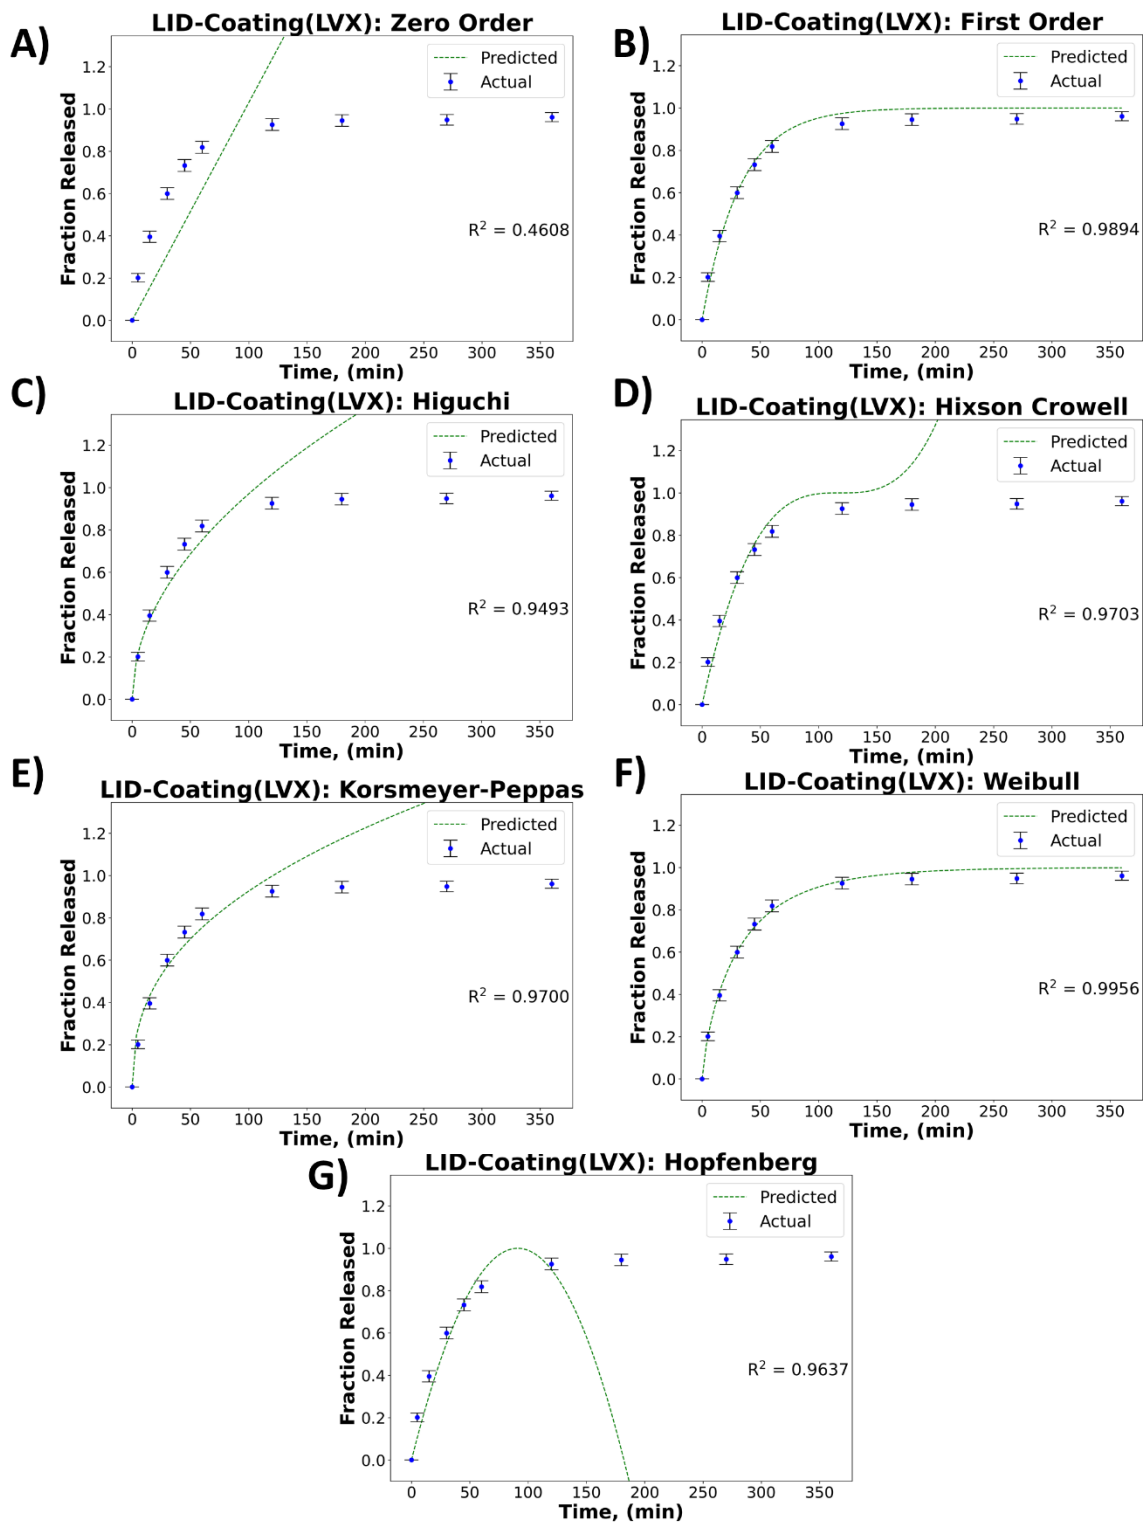 A)
LID-Coating(LVX): Zero Order
Predicted
Actual
Fraction Released
1.2
1.0
0.8
0.6
0.4
0.2
0.0
R² = 0.4608
0 50 100 150 200 250 300 350
Time, (min)
B)
LID-Coating(LVX): First Order
Predicted
Actual
Fraction Released
1.2
1.0
0.8
0.6
0.4
0.2
0.0
R² = 0.9894
0 50 100 150 200 250 300 350
Time, (min)
C)
LID-Coating(LVX): Higuchi
Predicted
Actual
Fraction Released
1.2
1.0
0.8
0.6
0.4
0.2
0.0
R² = 0.9493
0 50 100 150 200 250 300 350
Time, (min)
D)
LID-Coating(LVX): Hixson Crowell
Predicted
Actual
Fraction Released
1.2
1.0
0.8
0.6
0.4
0.2
0.0
R² = 0.9703
0 50 100 150 200 250 300 350
Time, (min)
E)
LID-Coating(LVX): Korsmeyer-Peppas
Predicted
Actual
Fraction Released
1.2
1.0
0.8
0.6
0.4
0.2
0.0
R² = 0.9700
0 50 100 150 200 250 300 350
Time, (min)
F)
LID-Coating(LVX): Weibull
Predicted
Actual
Fraction Released
1.2
1.0
0.8
0.6
0.4
0.2
0.0
R² = 0.9956
0 50 100 150 200 250 300 350
Time, (min)
G)
LID-Coating(LVX): Hopfenberg
Predicted
Actual
Fraction Released
1.2
1.0
0.8
0.6
0.4
0.2
0.0
R² = 0.9637
0 50 100 150 200 250 300 350
Time, (min)